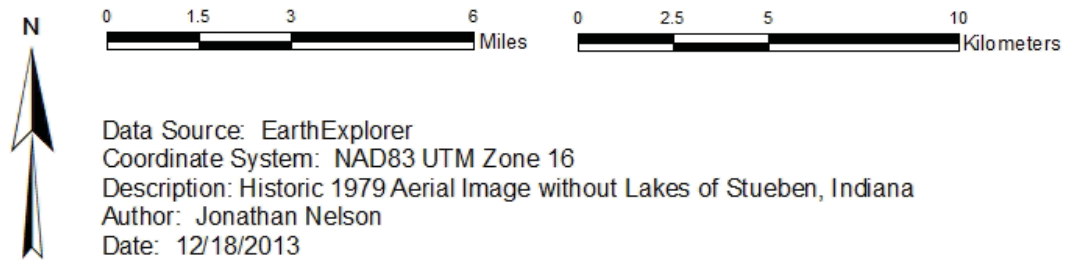 0 1.5 3 6 Miles
0 2.5 5 10 Kilometers
N
Data Source: EarthExplorer
Coordinate System: NAD83 UTM Zone 16
Description: Historic 1979 Aerial Image without Lakes of Stueben, Indiana
Author: Jonathan Nelson
Date: 12/18/2013